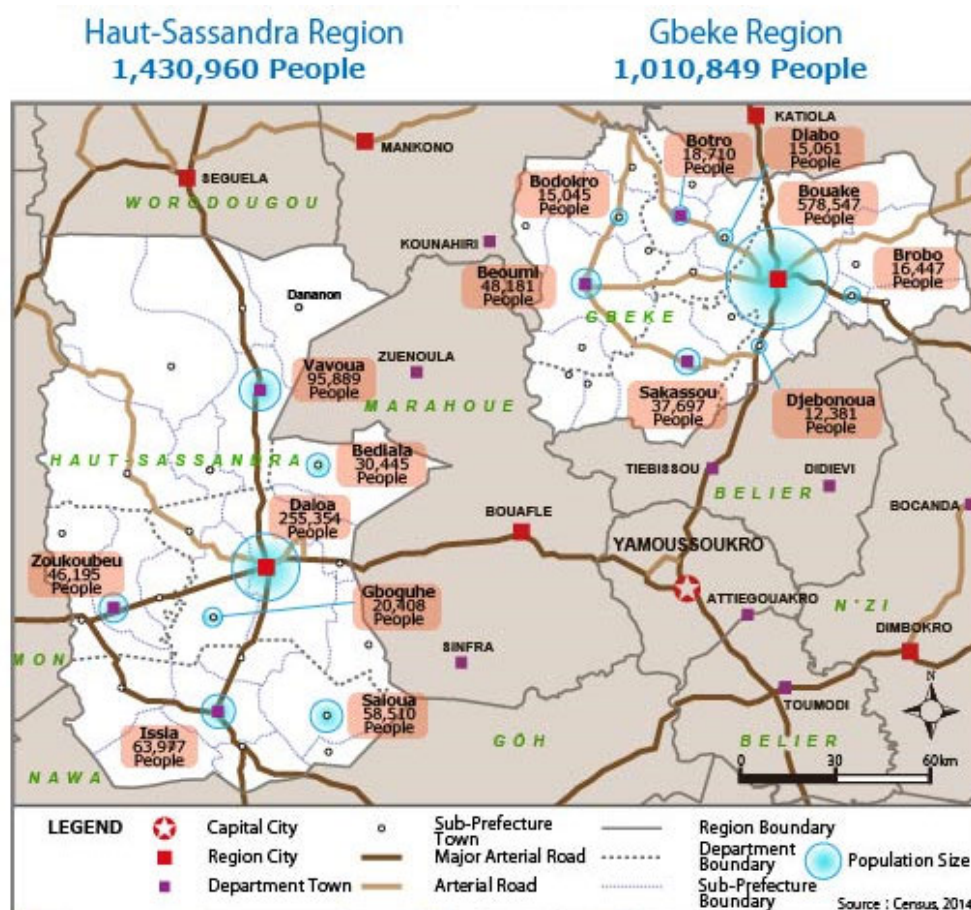 Haut-Sassandra Region
1,430,960 People
Gbeke Region
1,010,849 People
KATIOLA
MANKONO
Botro
18,710
People
Diabo
15,061
People
SEGUELA
WORODOUGOU
Bodokro
15,045
People
Bouake
578,547
People
KOUNAHIRI
Beoumi
48,181
People
Brobo
16,447
People
Dananon
GBEKE
ZUENOULA
Vavoua
95,889
People
MARAHOUE
Sakassou
37,697
People
Djebonoua
12,381
People
HAUT-SASSANDRA
Bediala
30,445
People
TIEBISSOU
DIDIEVI
BELIER
BOCANDA
Daloa
255,354
People
BOUAFLE
YAMOUSSOUKRO
Zoukoubeu
46,195
People
Gboguhe
20,408
People
ATTIEGOUAKRO
N'ZI
DIMBOKRO
MON
SINFRA
Saioua
58,510
People
TOUMODI
N
Issia
63,977
People
GÔH
BELIER
NAWA
0 30 60km
LEGEND
Capital City
Region City
Department Town
Sub-Prefecture
Town
Major Arterial Road
Arterial Road
Region Boundary
Department
Boundary
Sub-Prefecture
Boundary
Population Size
Source : Census, 2014